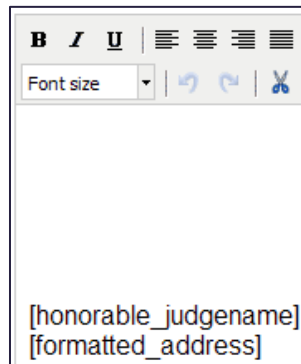 B I U
Font size
[honorable_judgename]
[formatted_address]